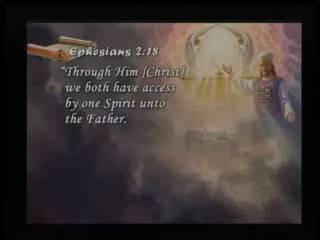 Ephesians 2:18
"Through Him [Christ]
we both have access
by one Spirit unto
the Father.